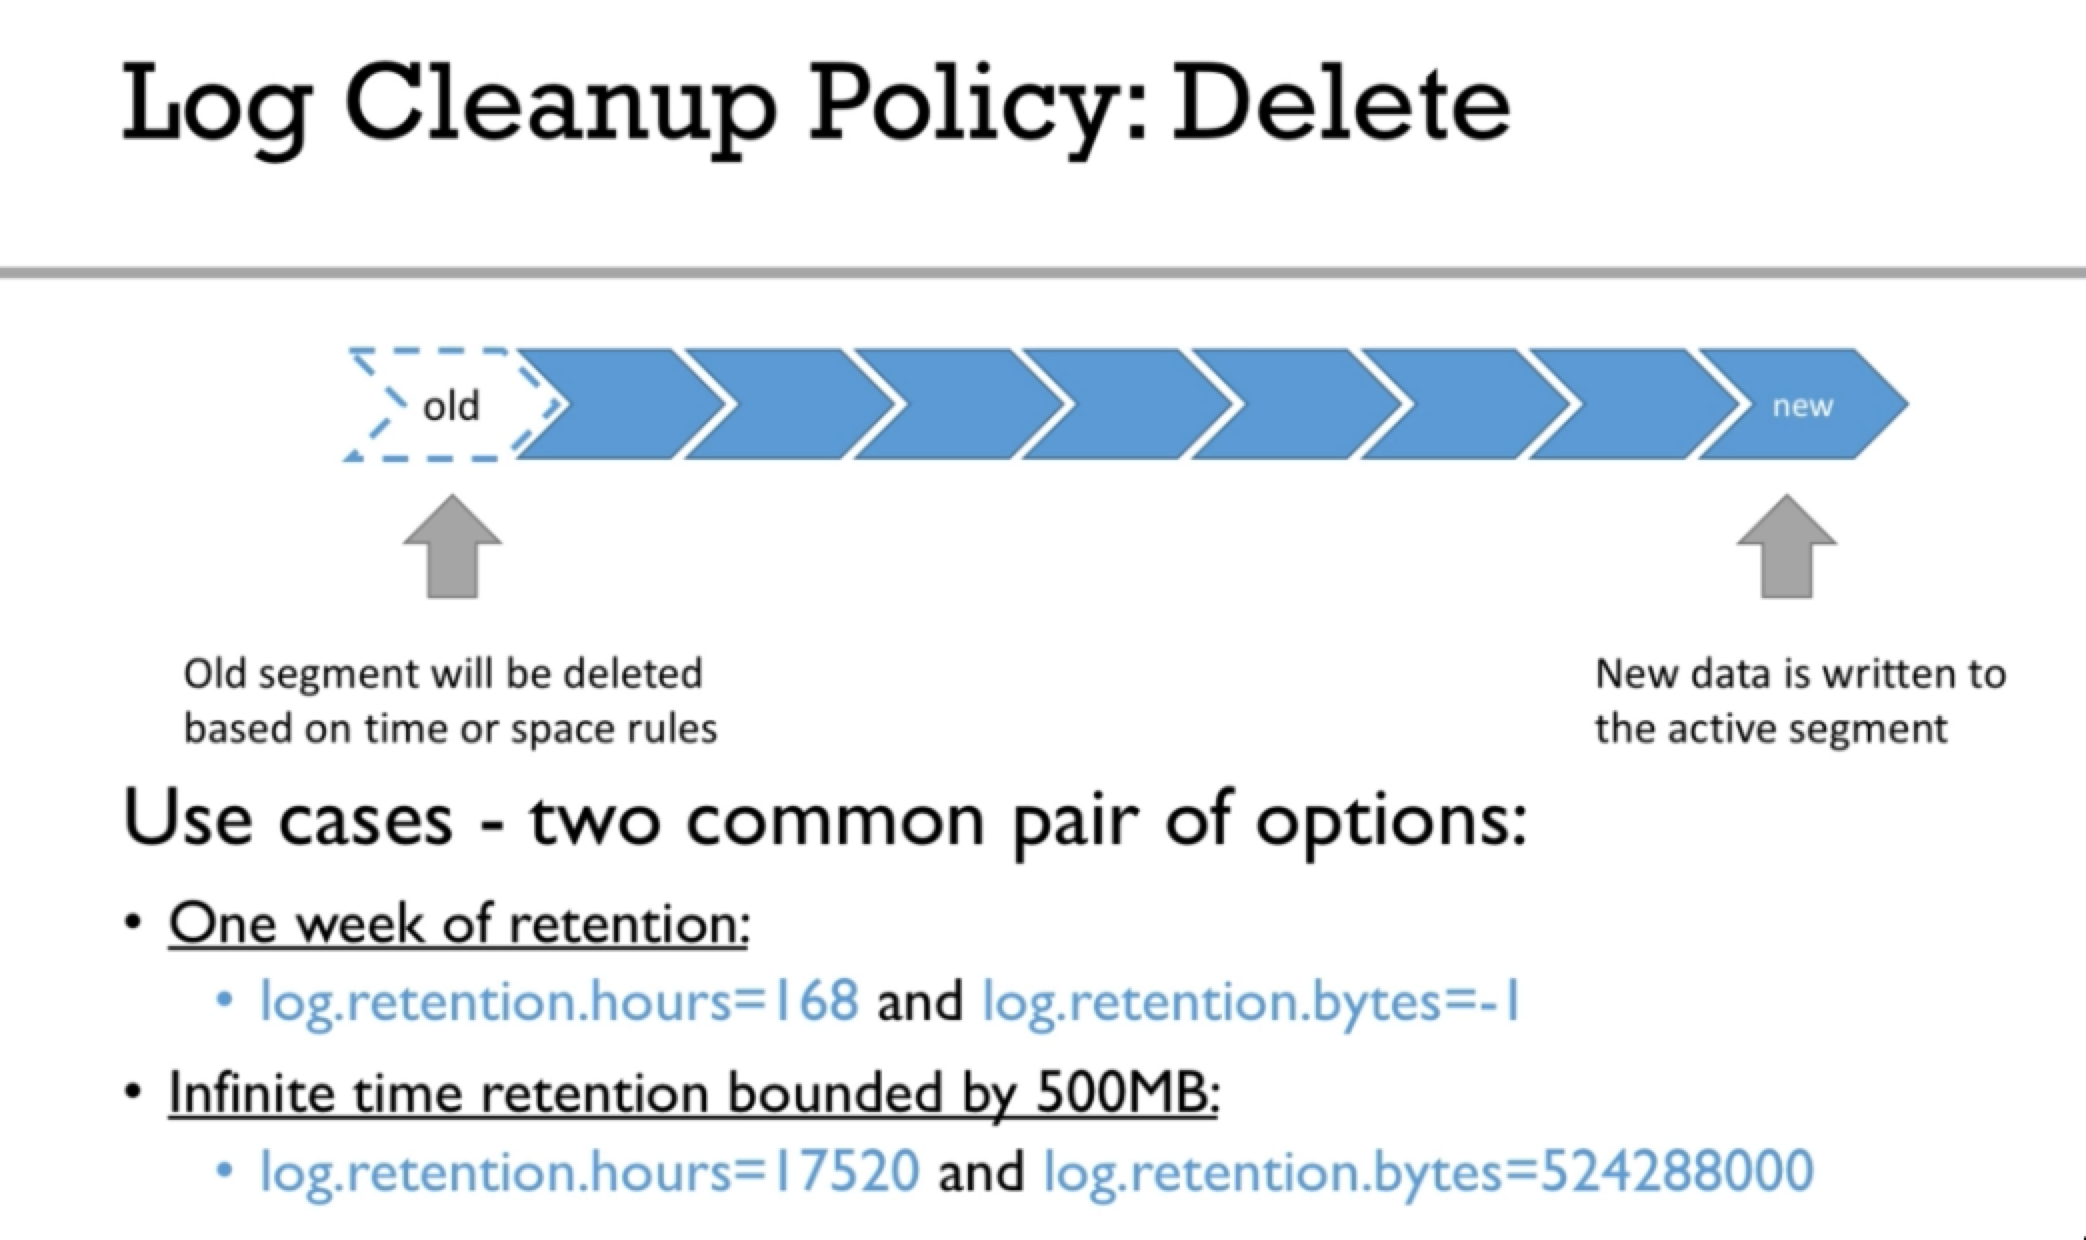 Log Cleanup Policy: Delete
old
new
Old segment will be deleted
based on time or space rules
New data is written to
the active segment
Use cases - two common pair of options:
• One week of retention:
• log.retention.hours=168 and log.retention.bytes=-1
• Infinite time retention bounded by 500MB:
• log.retention.hours=17520 and log.retention.bytes=524288000